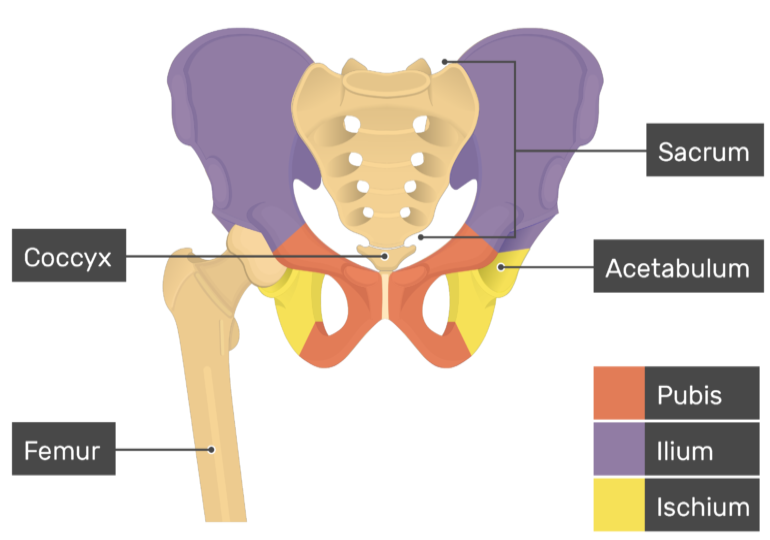 Sacrum
Coccyx
Acetabulum
Femur
Pubis
Ilium
Ischium